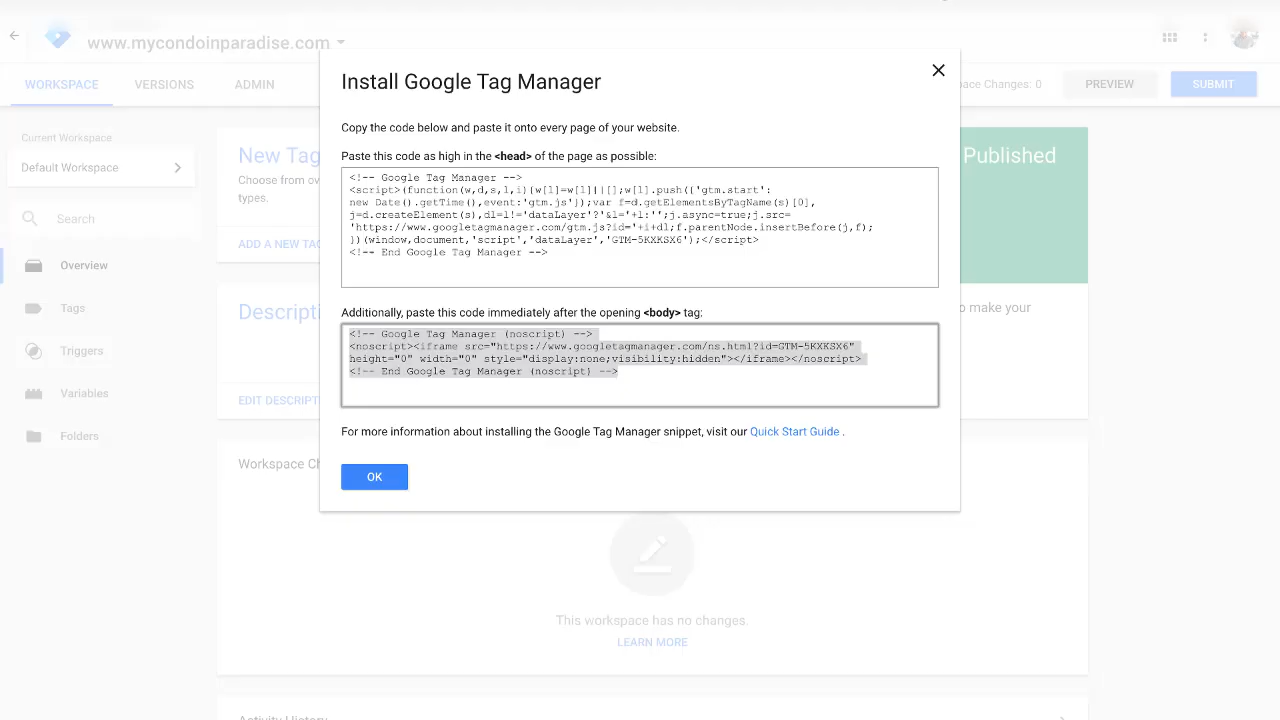 www.mycondoinparadise.com
WORKSPACE
VERSIONS
ADMIN
ace Changes: 0
PREVIEW
SUBMIT
Current Workspace
Default Workspace
Search
Overview
Tags
Triggers
Variables
Folders
New Tag
Choose from ov
types.
ADD A NEW TAG
Descripti
EDIT DESCRIPT
Published
o make your
Install Google Tag Manager
Copy the code below and paste it onto every page of your website.
Paste this code as high in the <head> of the page as possible:
<!-- Google Tag Manager -->
<script>(function(w,d,s,l,i){w[l]=w[l]||[];w[l].push({'gtm.start':
new Date().getTime(),event:'gtm.js'});var f=d.getElementsByTagName(s)[0],
j=d.createElement(s),dl=l!='dataLayer'?'&l='+l:'';j.async=true;j.src=
'https://www.googletagmanager.com/gtm.js?id='+i+dl;f.parentNode.insertBefore(j,f);
})(window,document,'script','dataLayer','GTM-5KXKSX6');</script>
<!-- End Google Tag Manager -->
Additionally, paste this code immediately after the opening <body> tag:
<!-- Google Tag Manager (noscript) -->
<noscript><iframe src="https://www.googletagmanager.com/ns.html?id=GTM-5KXKSX6"
height="0" width="0" style="display:none;visibility:hidden"></iframe></noscript>
<!-- End Google Tag Manager (noscript) -->
For more information about installing the Google Tag Manager snippet, visit our Quick Start Guide .
OK
Workspace Ch
This workspace has no changes.
LEARN MORE
Activity History